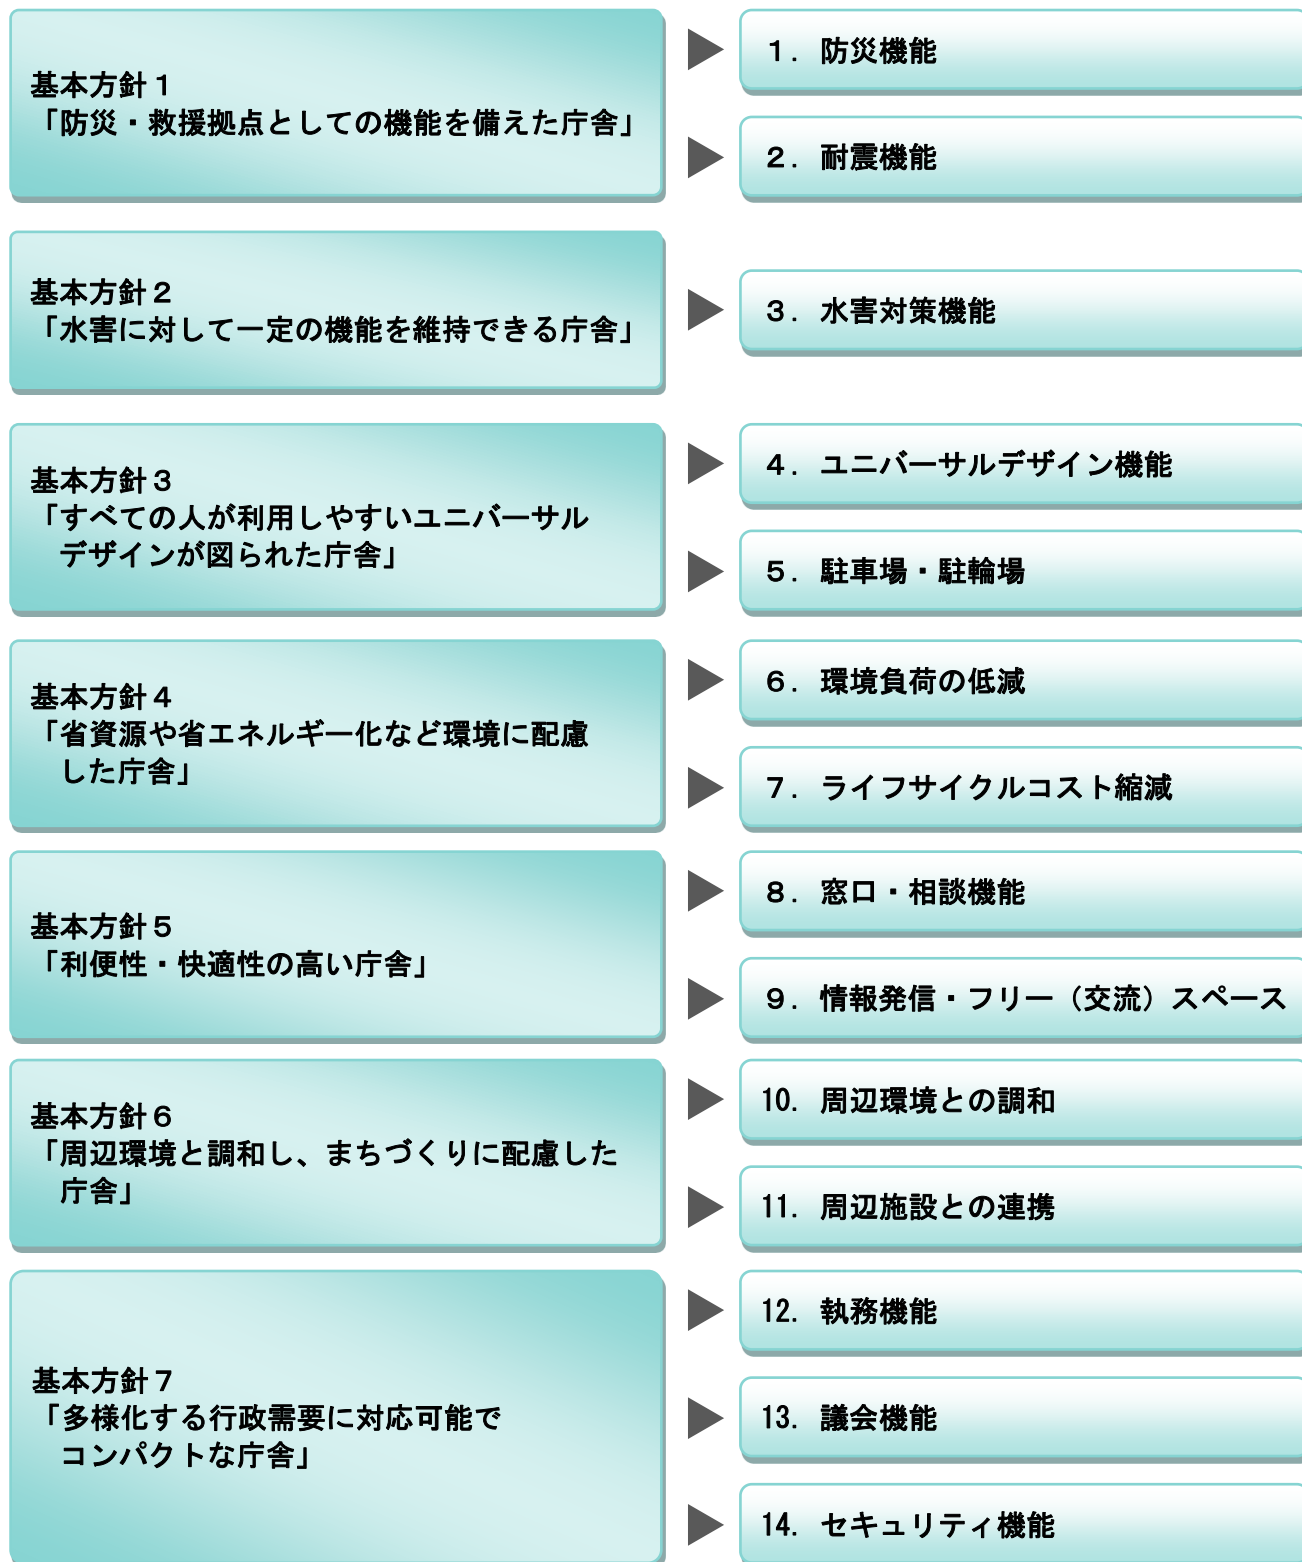 基本方針１
「防災・救援拠点としての機能を備えた庁舎」
１．防災機能
２．耐震機能
基本方針２
「水害に対して一定の機能を維持できる庁舎」
３．水害対策機能
基本方針３
「すべての人が利用しやすいユニバーサル
デザインが図られた庁舎」
４．ユニバーサルデザイン機能
５．駐車場・駐輪場
基本方針４
「省資源や省エネルギー化など環境に配慮
した庁舎」
６．環境負荷の低減
７．ライフサイクルコスト縮減
基本方針５
「利便性・快適性の高い庁舎」
８．窓口・相談機能
９．情報発信・フリー（交流）スペース
基本方針６
「周辺環境と調和し、まちづくりに配慮した
庁舎」
10．周辺環境との調和
11．周辺施設との連携
基本方針７
「多様化する行政需要に対応可能で
コンパクトな庁舎」
12．執務機能
13．議会機能
14．セキュリティ機能